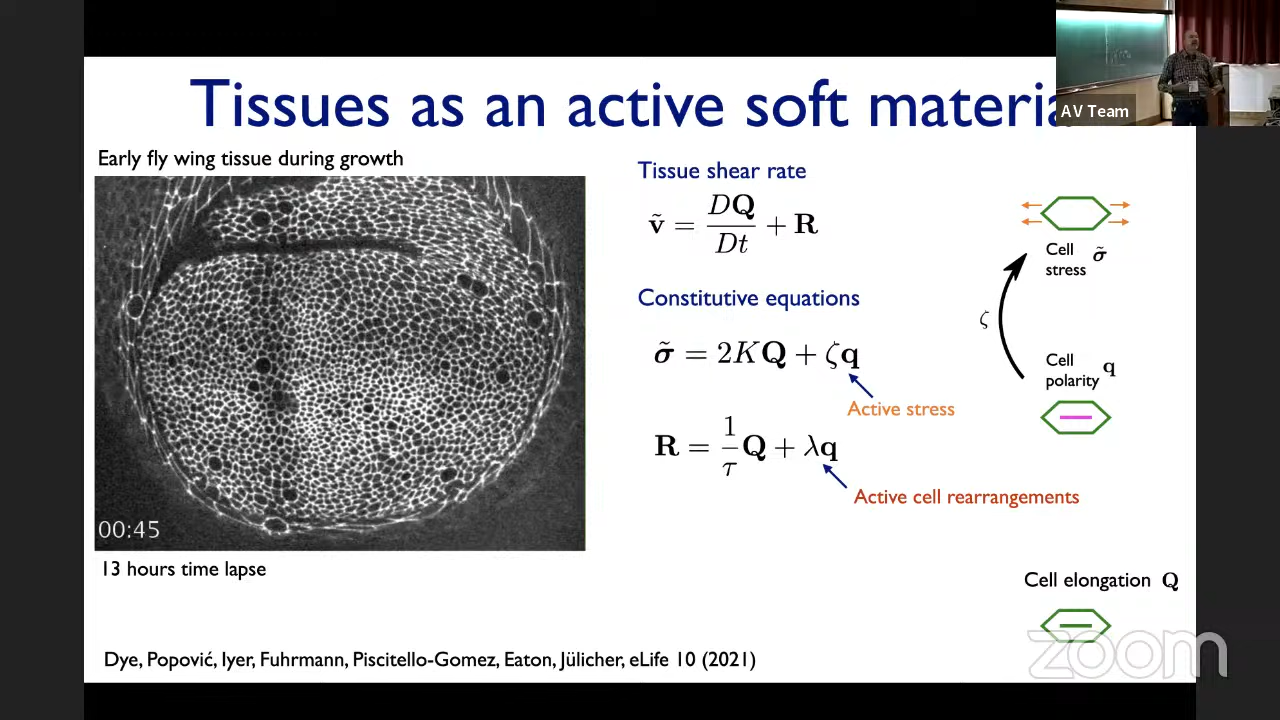 Tissues as an active soft materia
AV Team
Early fly wing tissue during growth
00:45
13 hours time lapse
Tissue shear rate
ṽ = DQ/Dt + R
Constitutive equations
σ̃ = 2KQ + ζq
Active stress
R = 1/τ Q + λq
Active cell rearrangements
Cell
stress σ̃
ζ
Cell
polarity q
Cell elongation Q
Dye, Popović, Iyer, Fuhrmann, Piscitello-Gomez, Eaton, Jülicher, eLife 10 (2021)
zoom